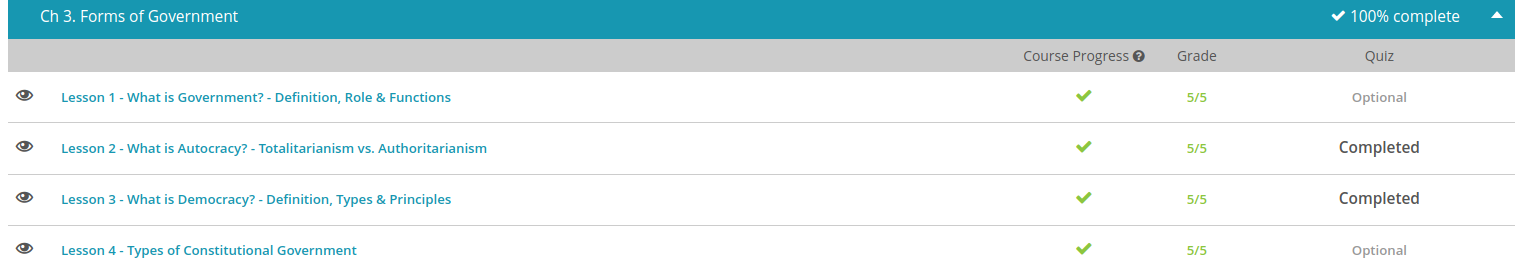 Ch 3. Forms of Government 100% complete
Course Progress Grade Quiz
Lesson 1 - What is Government? - Definition, Role & Functions 5/5 Optional
Lesson 2 - What is Autocracy? - Totalitarianism vs. Authoritarianism 5/5 Completed
Lesson 3 - What is Democracy? - Definition, Types & Principles 5/5 Completed
Lesson 4 - Types of Constitutional Government 5/5 Optional